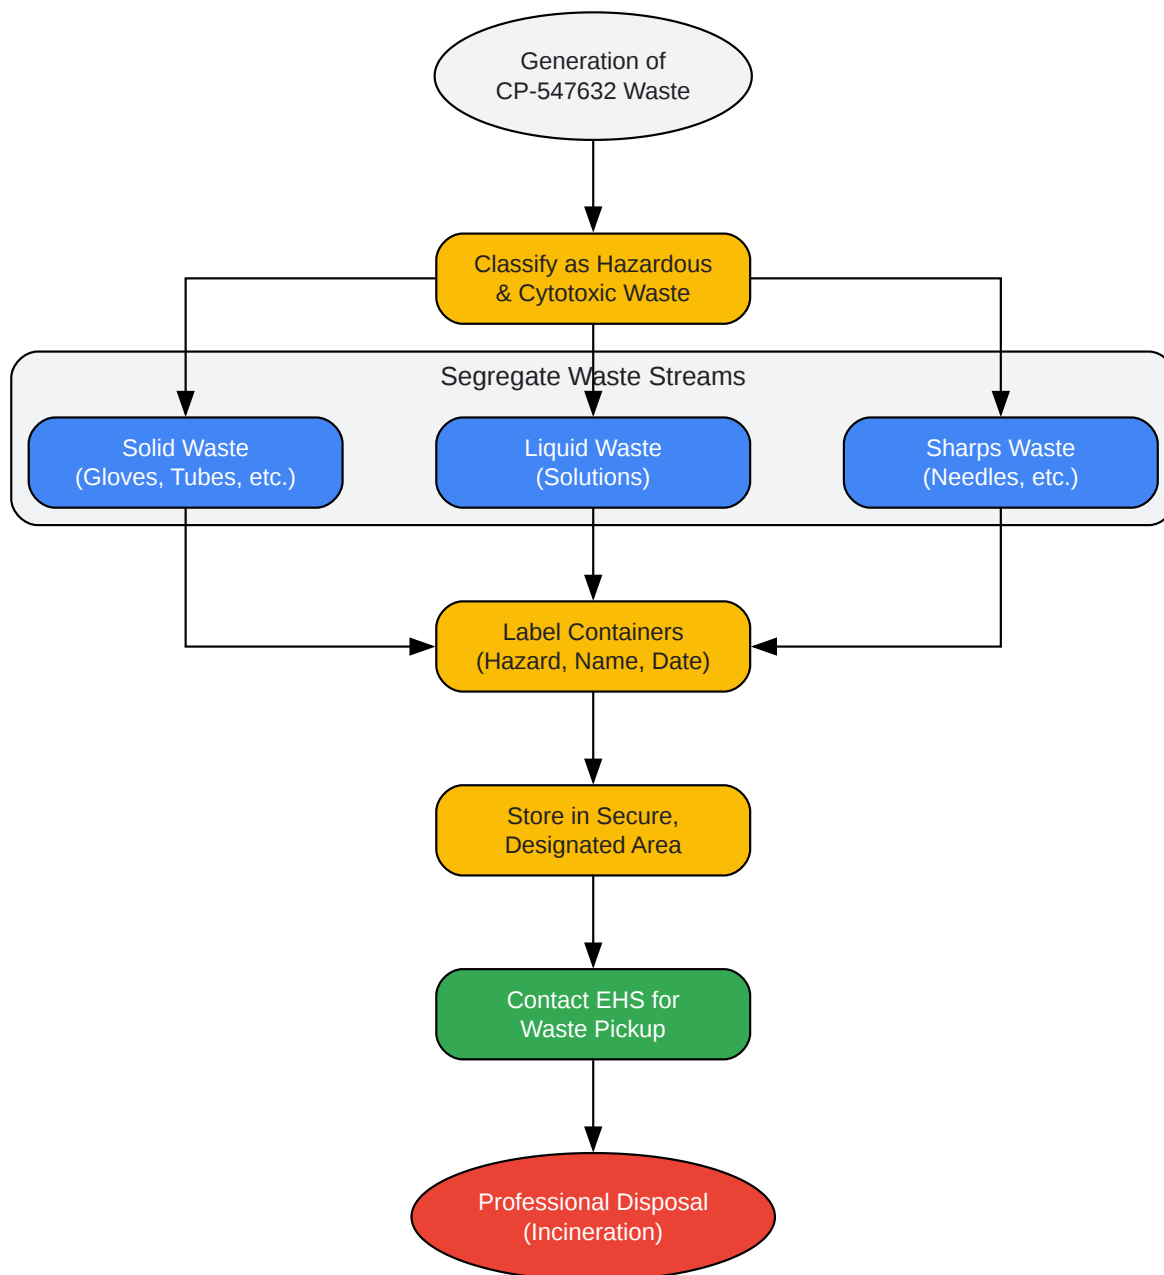 Generation of
CP-547632 Waste
Classify as Hazardous
& Cytotoxic Waste
Segregate Waste Streams
Solid Waste
(Gloves, Tubes, etc.)
Liquid Waste
(Solutions)
Sharps Waste
(Needles, etc.)
Label Containers
(Hazard, Name, Date)
Store in Secure,
Designated Area
Contact EHS for
Waste Pickup
Professional Disposal
(Incineration)